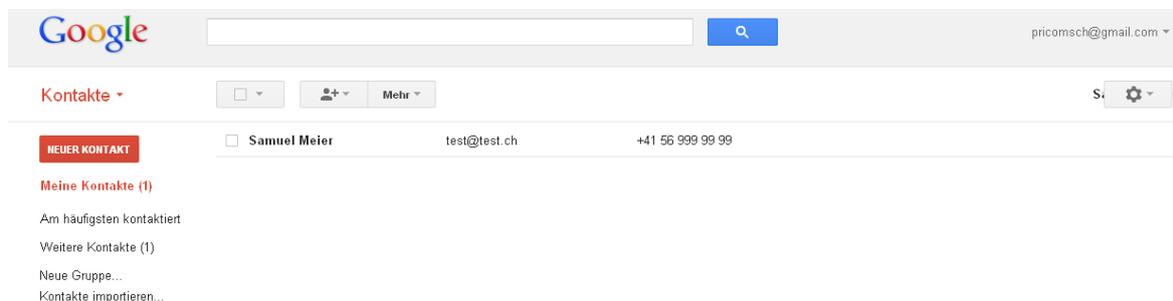 Google
pricomsch@gmail.com
Kontakte
Mehr
NEUER KONTAKT
Samuel Meier test@test.ch +41 56 999 99 99
Meine Kontakte (1)
Am häufigsten kontaktiert
Weitere Kontakte (1)
Neue Gruppe...
Kontakte importieren...